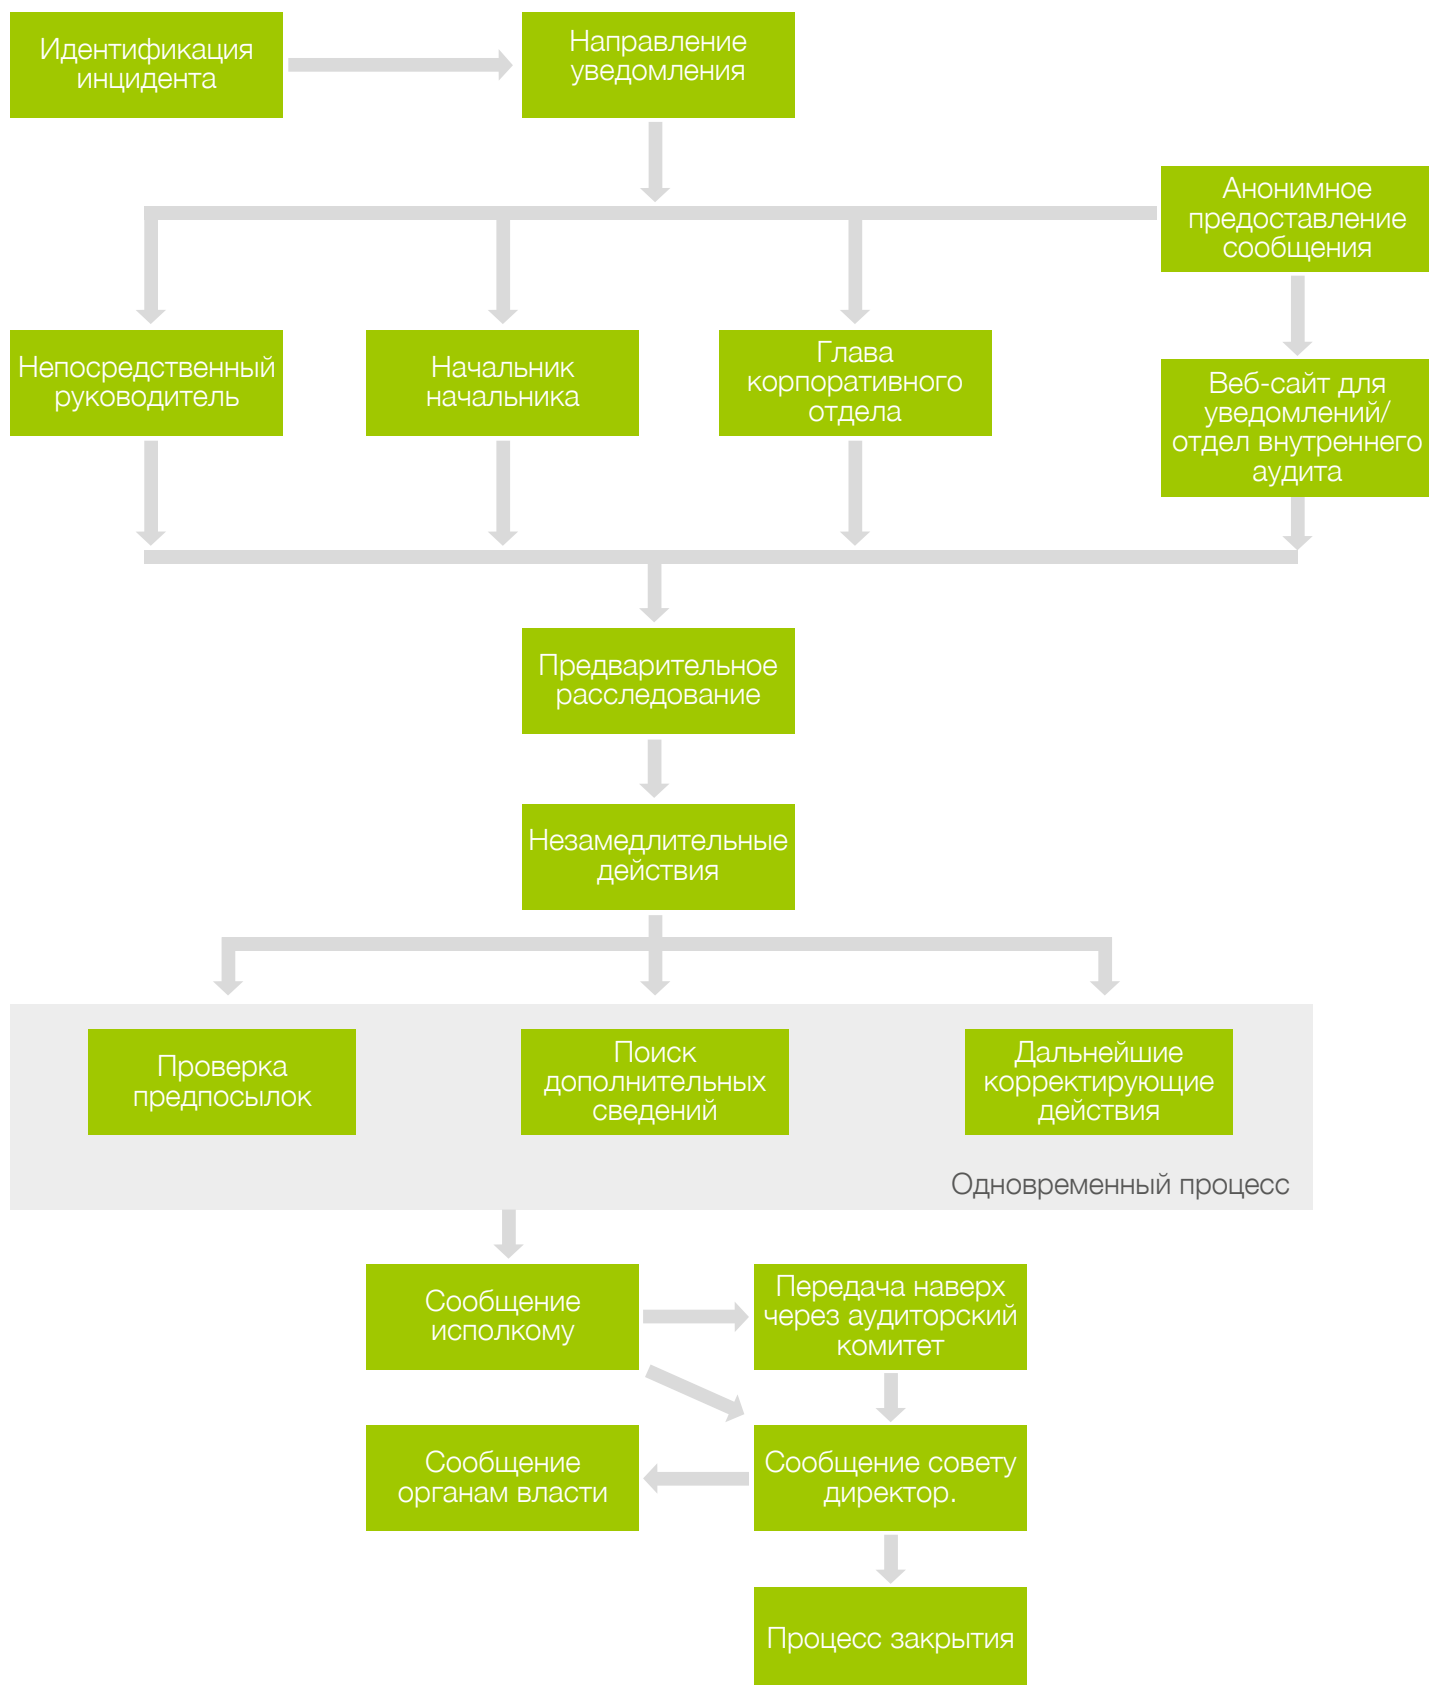 Идентификация
инцидента
Направление
уведомления
Анонимное
предоставление
сообщения
Непосредственный
руководитель
Начальник
начальника
Глава
корпоративного
отдела
Веб-сайт для
уведомлений/
отдел внутреннего
аудита
Предварительное
расследование
Незамедлительные
действия
Проверка
предпосылок
Поиск
дополнительных
сведений
Дальнейшие
корректирующие
действия
Одновременный процесс
Сообщение
исполкому
Передача наверх
через аудиторский
комитет
Сообщение
органам власти
Сообщение совету
директор.
Процесс закрытия